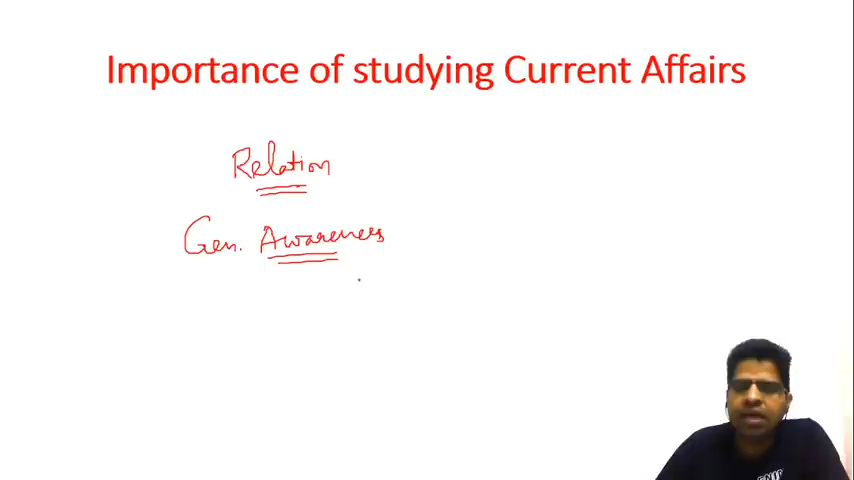 Importance of studying Current Affairs
Relation
Gen. Awareness